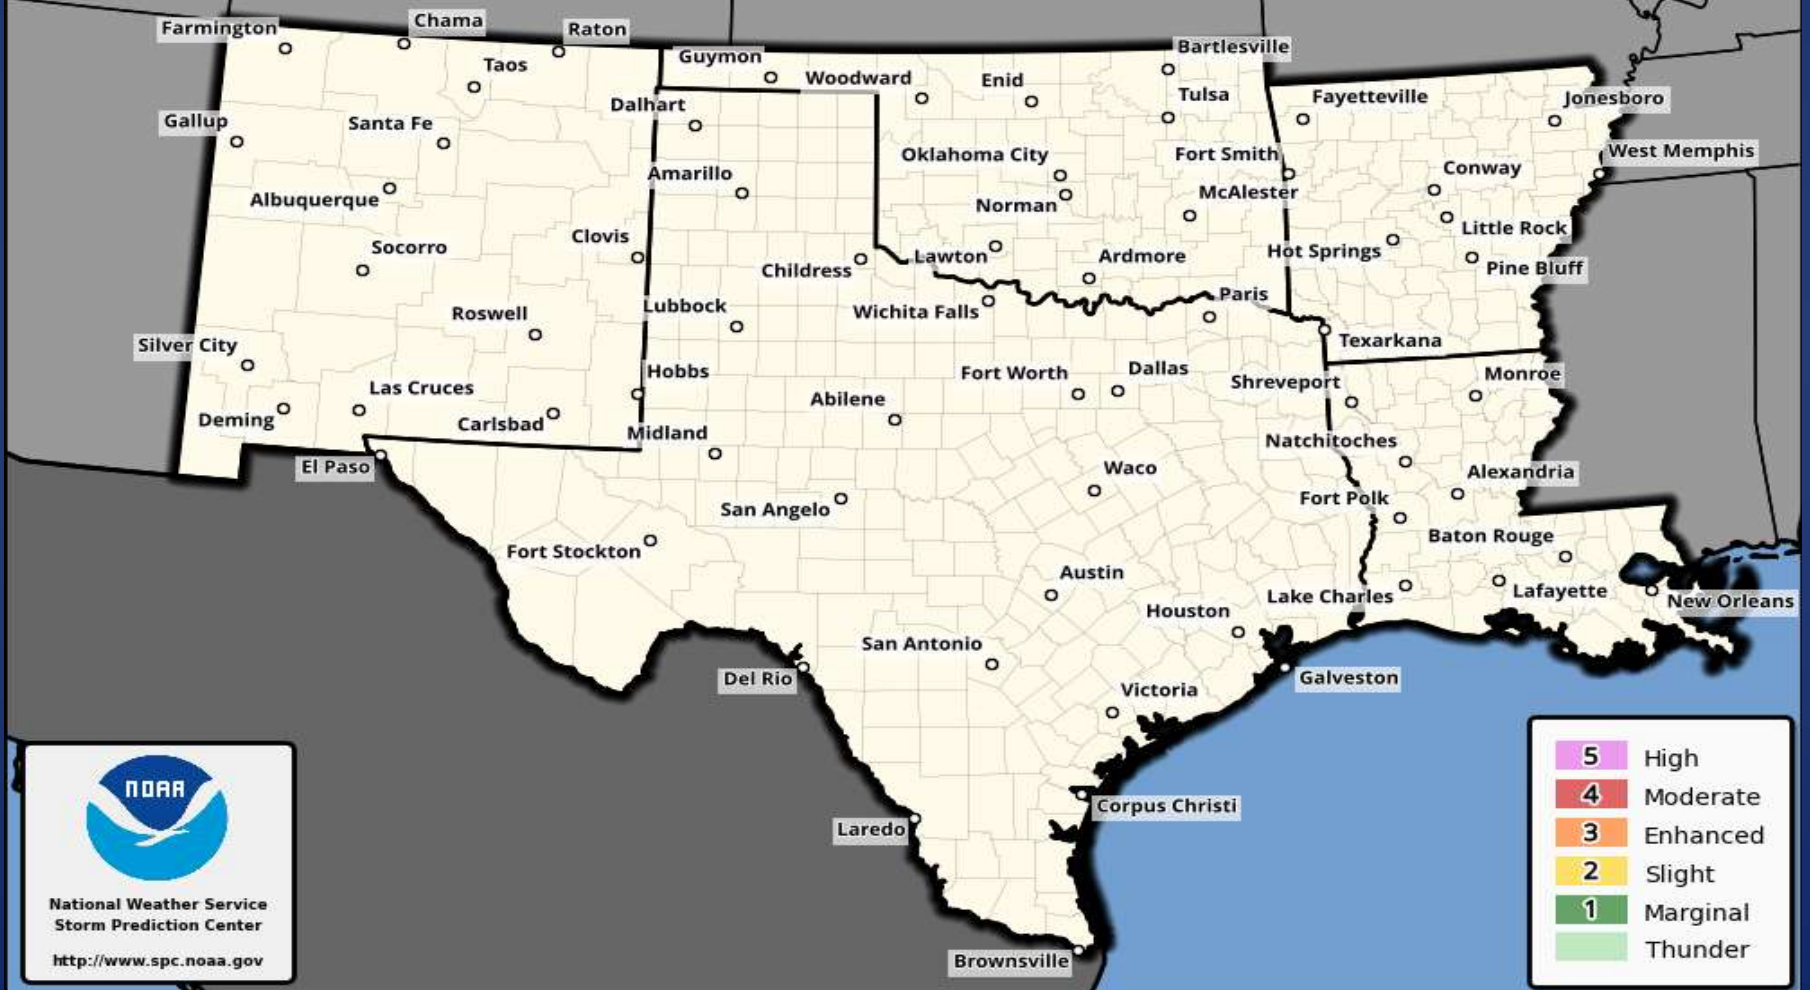 Farmington
Chama
Raton
Taos
Guymon
Woodward
Enid
Bartlesville
Tulsa
Fayetteville
Jonesboro
Dalhart
Gallup
Santa Fe
Oklahoma City
Fort Smith
West Memphis
Conway
Amarillo
Albuquerque
Norman
McAlester
Little Rock
Clovis
Socorro
Childress
Lawton
Ardmore
Hot Springs
Pine Bluff
Roswell
Lubbock
Wichita Falls
Paris
Texarkana
Silver City
Las Cruces
Hobbs
Fort Worth
Dallas
Shreveport
Monroe
Deming
Carlsbad
Abilene
Midland
Natchitoches
El Paso
Waco
Alexandria
San Angelo
Fort Polk
Fort Stockton
Baton Rouge
Austin
Lake Charles
Lafayette
New Orleans
Houston
San Antonio
Del Rio
Galveston
Victoria
Corpus Christi
Laredo
Brownsville
NOAA
National Weather Service
Storm Prediction Center
http://www.spc.noaa.gov
5 High
4 Moderate
3 Enhanced
2 Slight
1 Marginal
Thunder